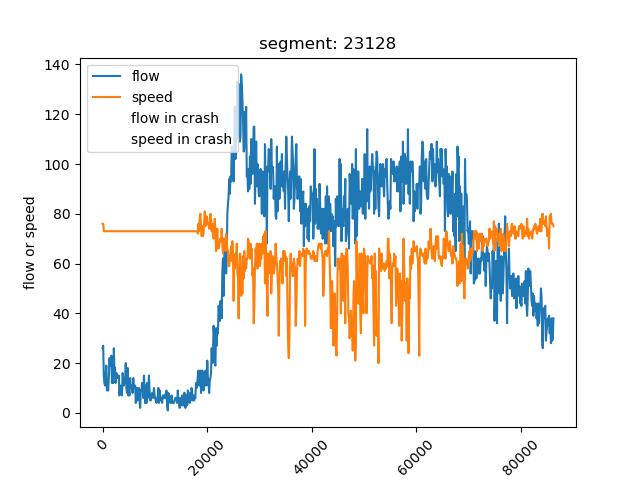 segment: 23128
flow
speed
flow in crash
speed in crash
flow or speed
140
120
100
80
60
40
20
0
0
20000
40000
60000
80000